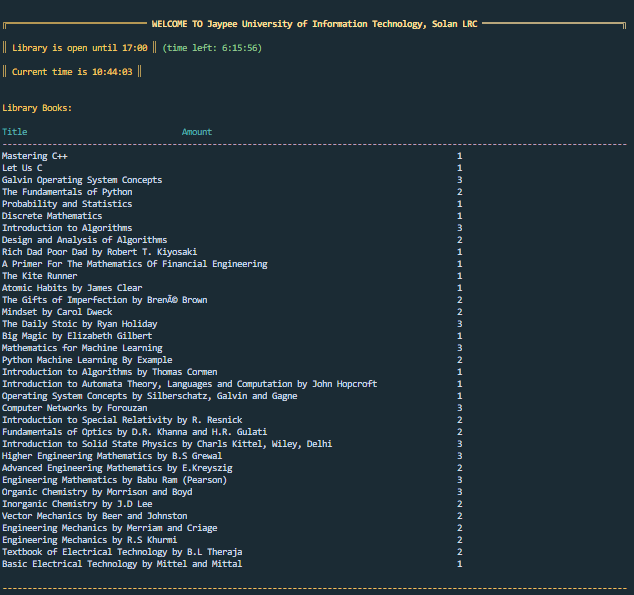 WELCOME TO Jaypee University of Information Technology, Solan LRC
Library is open until 17:00 (time left: 6:15:56)
Current time is 10:44:03
Library Books:
Title Amount
Mastering C++ 1
Let Us C 1
Galvin Operating System Concepts 3
The Fundamentals of Python 2
Probability and Statistics 1
Discrete Mathematics 1
Introduction to Algorithms 3
Design and Analysis of Algorithms 2
Rich Dad Poor Dad by Robert T. Kiyosaki 1
A Primer For The Mathematics Of Financial Engineering 1
The Kite Runner 1
Atomic Habits by James Clear 1
The Gifts of Imperfection by Brené Brown 2
Mindset by Carol Dweck 2
The Daily Stoic by Ryan Holiday 3
Big Magic by Elizabeth Gilbert 1
Mathematics for Machine Learning 3
Python Machine Learning By Example 2
Introduction to Algorithms by Thomas Cormen 1
Introduction to Automata Theory, Languages and Computation by John Hopcroft 1
Operating System Concepts by Silberschatz, Galvin and Gagne 1
Computer Networks by Forouzan 3
Introduction to Special Relativity by R. Resnick 2
Fundamentals of Optics by D.R. Khanna and H.R. Gulati 2
Introduction to Solid State Physics by Charls Kittel, Wiley, Delhi 3
Higher Engineering Mathematics by B.S Grewal 3
Advanced Engineering Mathematics by E.Kreyszig 2
Engineering Mathematics by Babu Ram (Pearson) 3
Organic Chemistry by Morrison and Boyd 3
Inorganic Chemistry by J.D Lee 2
Vector Mechanics by Beer and Johnston 2
Engineering Mechanics by Merriam and Criage 2
Engineering Mechanics by R.S Khurmi 2
Textbook of Electrical Technology by B.L Theraja 2
Basic Electrical Technology by Mittel and Mittal 1